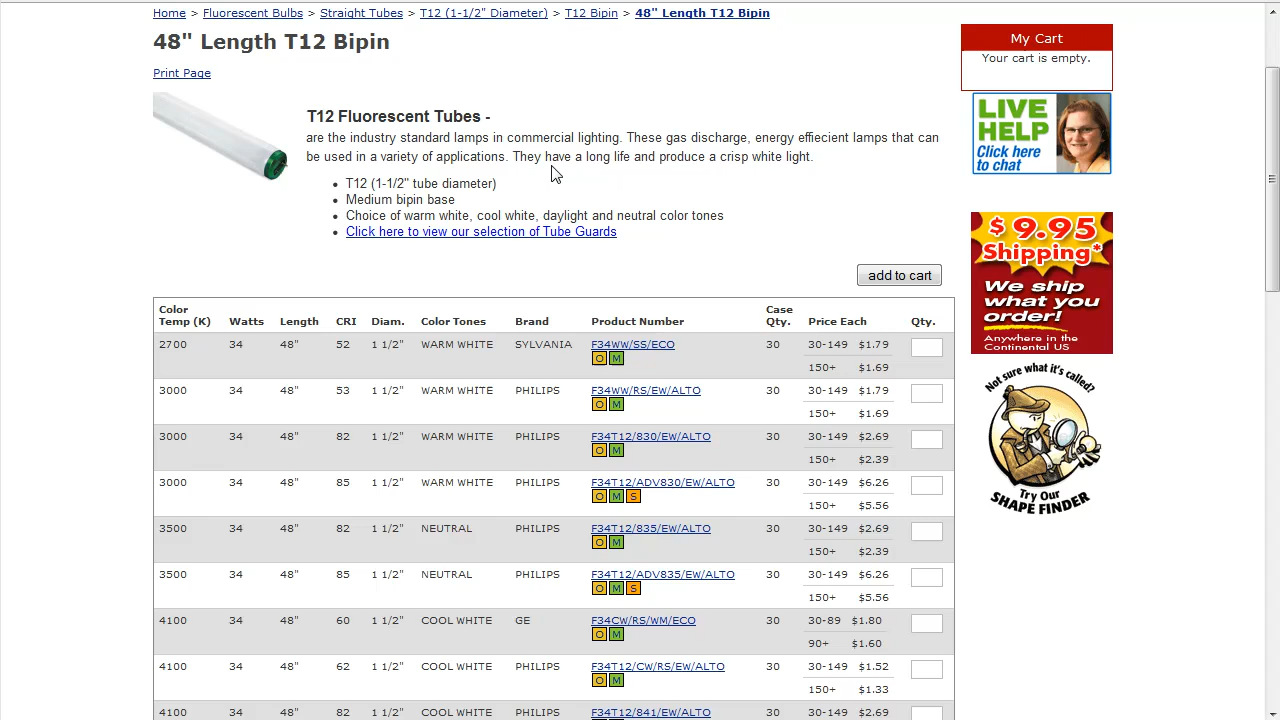 Home > Fluorescent Bulbs > Straight Tubes > T12 (1-1/2" Diameter) > T12 Bipin > 48" Length T12 Bipin
48" Length T12 Bipin
Print Page
T12 Fluorescent Tubes -
are the industry standard lamps in commercial lighting. These gas discharge, energy effiecient lamps that can
be used in a variety of applications. They have a long life and produce a crisp white light.
• T12 (1-1/2" tube diameter)
• Medium bipin base
• Choice of warm white, cool white, daylight and neutral color tones
• Click here to view our selection of Tube Guards
add to cart
Color Temp (K) Watts Length Diam. Color Tones Brand Product Number Case Qty. Price Each Qty.
2700 34 48" 52 1 1/2" WARM WHITE SYLVANIA F34WW/SS/ECO 30 30-149 $1.79
O M 150+ $1.69
3000 34 48" 53 1 1/2" WARM WHITE PHILIPS F34WW/RS/EW/ALTO 30 30-149 $1.79
O M 150+ $1.69
3000 34 48" 82 1 1/2" WARM WHITE PHILIPS F34T12/830/EW/ALTO 30 30-149 $2.69
O M 150+ $2.39
3000 34 48" 85 1 1/2" WARM WHITE PHILIPS F34T12/ADV830/EW/ALTO 30 30-149 $6.26
O M S 150+ $5.56
3500 34 48" 82 1 1/2" NEUTRAL PHILIPS F34T12/835/EW/ALTO 30 30-149 $2.69
O M 150+ $2.39
3500 34 48" 85 1 1/2" NEUTRAL PHILIPS F34T12/ADV835/EW/ALTO 30 30-149 $6.26
O M S 150+ $5.56
4100 34 48" 60 1 1/2" COOL WHITE GE F34CW/RS/WM/ECO 30 30-89 $1.80
O M 90+ $1.60
4100 34 48" 62 1 1/2" COOL WHITE PHILIPS F34T12/CW/RS/EW/ALTO 30 30-149 $1.52
O M 150+ $1.33
4100 34 48" 82 1 1/2" COOL WHITE PHILIPS F34T12/841/EW/ALTO 30 30-149 $2.69
My Cart
Your cart is empty.
LIVE
HELP
Click here
to chat
$ 9.95
Shipping*
We ship
what you
order!
Anywhere in the
Continental US
Not sure what it's called?
Try Our
SHAPE FINDER